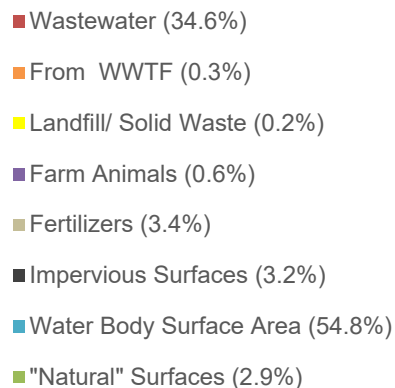 Wastewater (34.6%)
From  WWTF (0.3%)
Landfill/ Solid Waste (0.2%)
Farm Animals (0.6%)
Fertilizers (3.4%)
Impervious Surfaces (3.2%)
Water Body Surface Area (54.8%)
"Natural" Surfaces (2.9%)